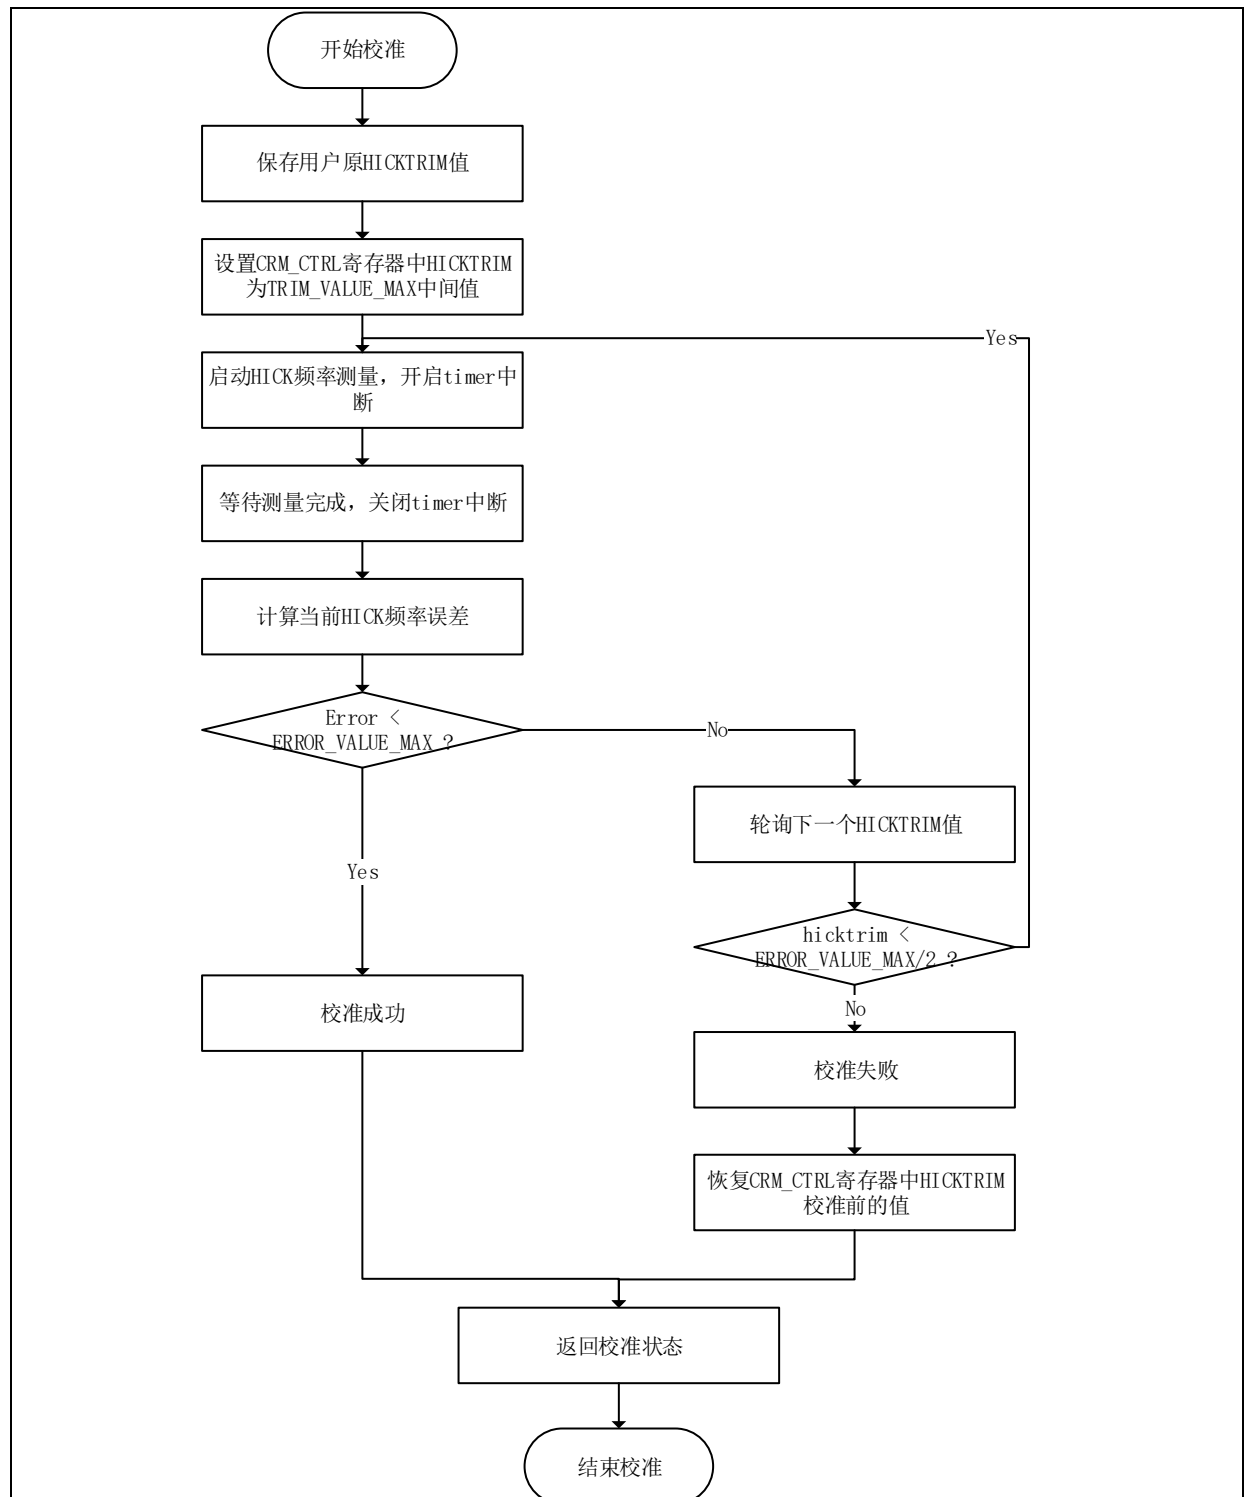 开始校准
保存用户原HICKTRIM值
设置CRM_CTRL寄存器中HICKTRIM
为TRIM_VALUE_MAX中间值
Yes
启动HICK频率测量，开启timer中
断
等待测量完成，关闭timer中断
计算当前HICK频率误差
Error <
ERROR_VALUE_MAX ?
No
轮询下一个HICKTRIM值
Yes
hicktrim <
ERROR_VALUE_MAX/2 ?
No
校准成功
校准失败
恢复CRM_CTRL寄存器中HICKTRIM
校准前的值
返回校准状态
结束校准